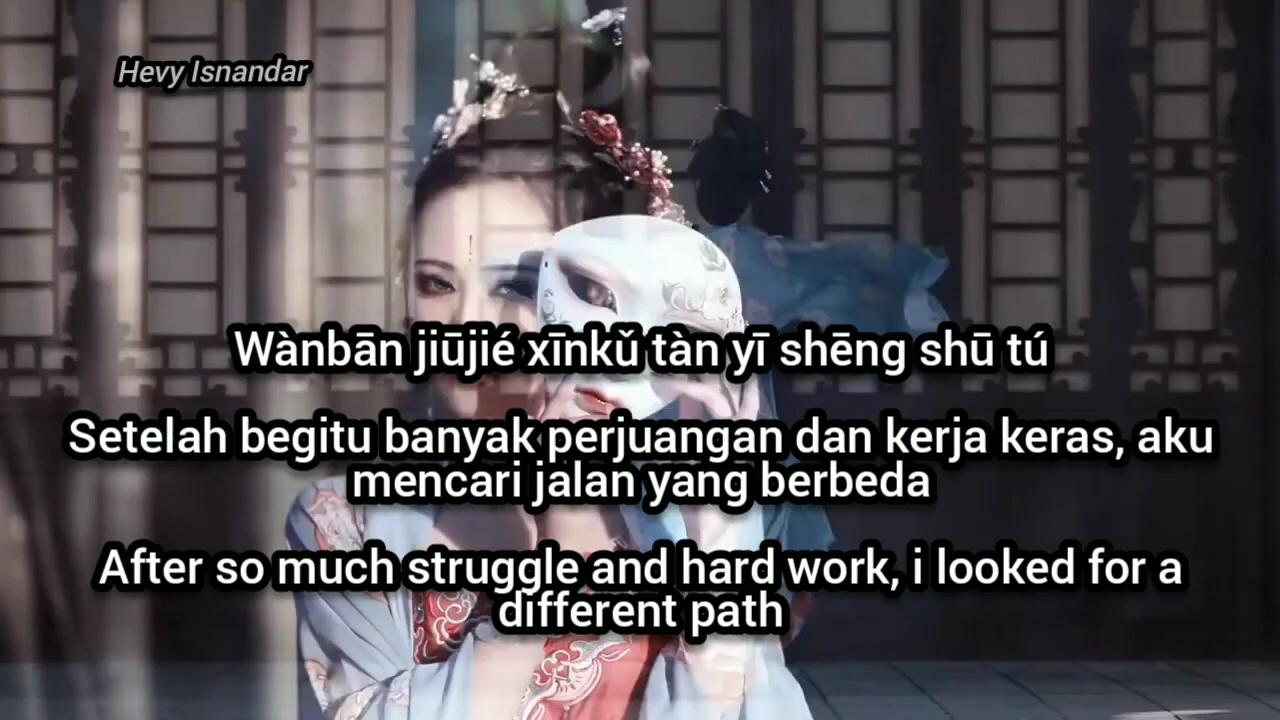 Hevy Isnandar
Wànbān jiūjié xīnkǔ tàn yī shēng shū tú
Setelah begitu banyak perjuangan dan kerja keras, aku
mencari jalan yang berbeda
After so much struggle and hard work, i looked for a
different path